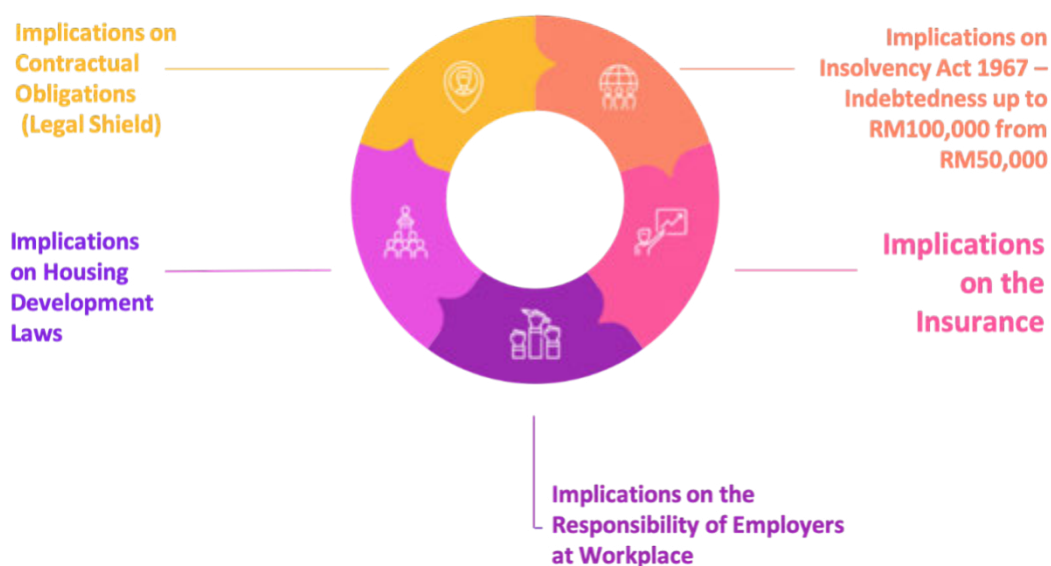 Implications on
Contractual
Obligations
(Legal Shield)
Implications on
Insolvency Act 1967 –
Indebtedness up to
RM100,000 from
RM50,000
Implications
on Housing
Development
Laws
Implications
on the
Insurance
Implications on the
Responsibility of Employers
at Workplace